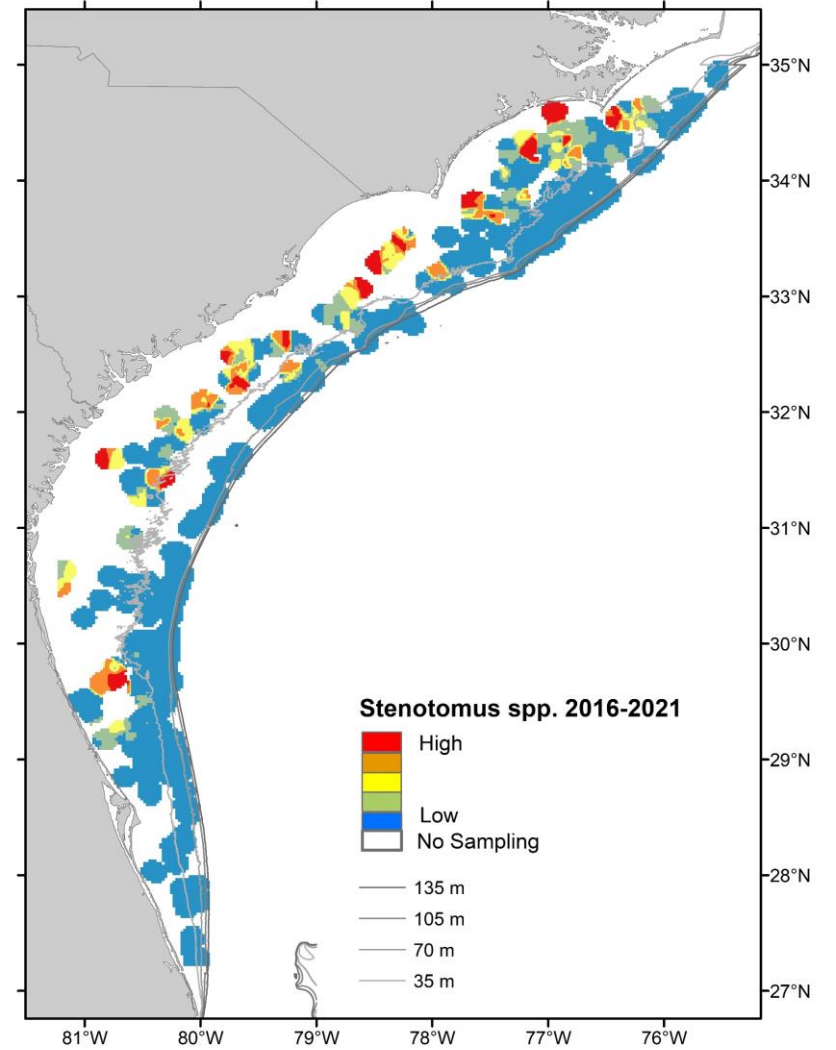 35°N
34°N
33°N
32°N
31°N
30°N
29°N
28°N
27°N
Stenotomus spp. 2016-2021
High
Low
No Sampling
135 m
105 m
70 m
35 m
81°W 80°W 79°W 78°W 77°W 76°W